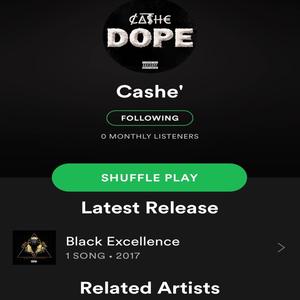 CA$HE
DOPE
Cashe'
FOLLOWING
0 MONTHLY LISTENERS
SHUFFLE PLAY
Latest Release
Black Excellence
1 SONG • 2017
Related Artists